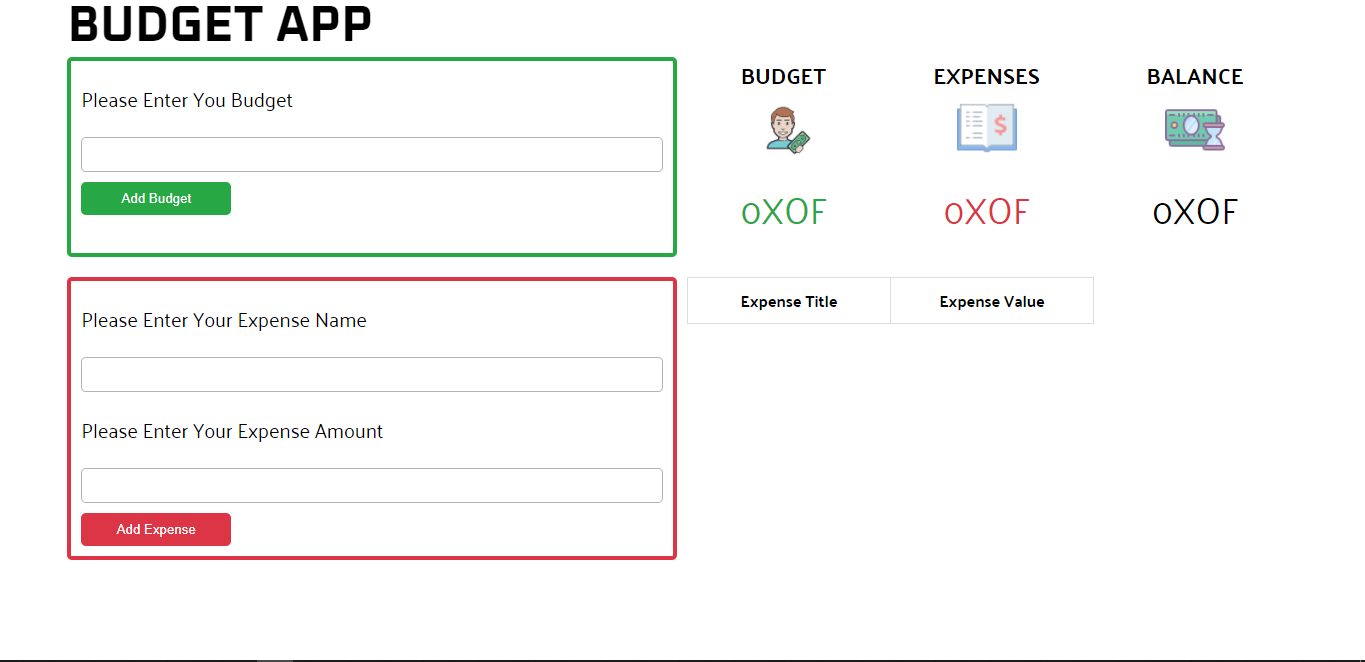 BUDGET APP
Please Enter You Budget
Add Budget
BUDGET EXPENSES BALANCE
$
0XOF 0XOF 0XOF
Please Enter Your Expense Name
Please Enter Your Expense Amount
Add Expense
Expense Title Expense Value